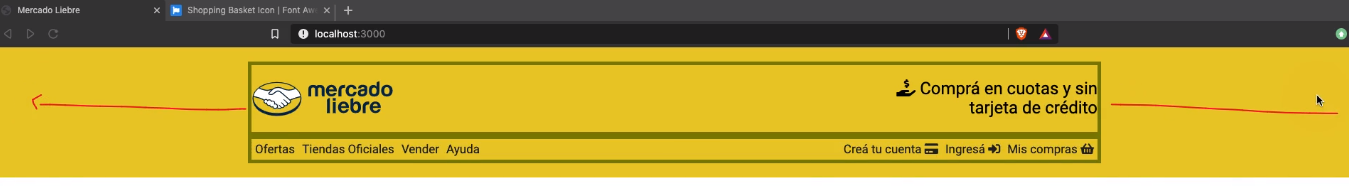 Mercado Liebre
Shopping Basket Icon | Font Aw
localhost:3000
mercado
liebre
Comprá en cuotas y sin
tarjeta de crédito
Ofertas Tiendas Oficiales Vender Ayuda
Creá tu cuenta Ingresá Mis compras